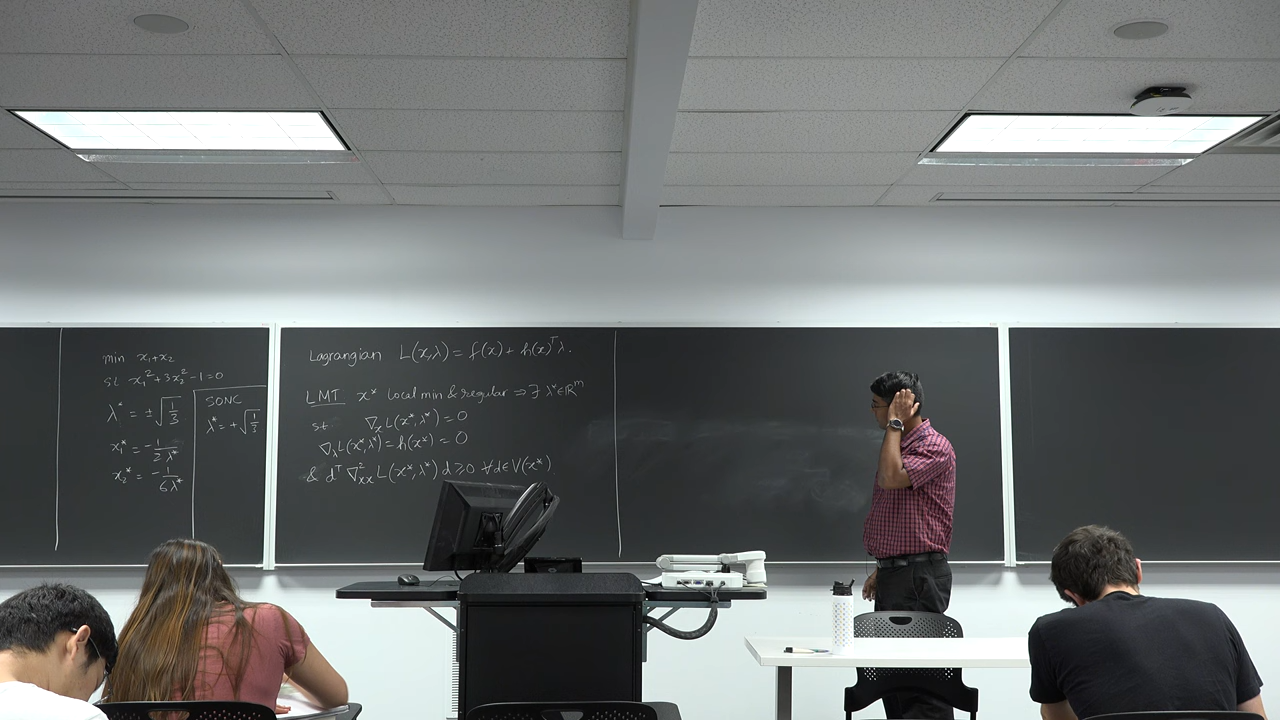 min x₁+x₂
st x₁²+3x₂²-1=0
λ* = ±√(1/3)
x₁* = -1/2λ*
x₂* = -1/6λ*
SONC
λ* = +√(1/3)
Lagrangian L(x,λ) = f(x) + h(x)ᵀλ.
LMT x* Local min & regular ⇒ ∃ λ*∈ℝᵐ
st ∇ₓL(x*,λ*)=0
∇_λL(x*,λ*)=h(x*)=0
& dᵀ∇²ₓₓL(x*,λ*)d ≥0 ∀d∈V(x*)